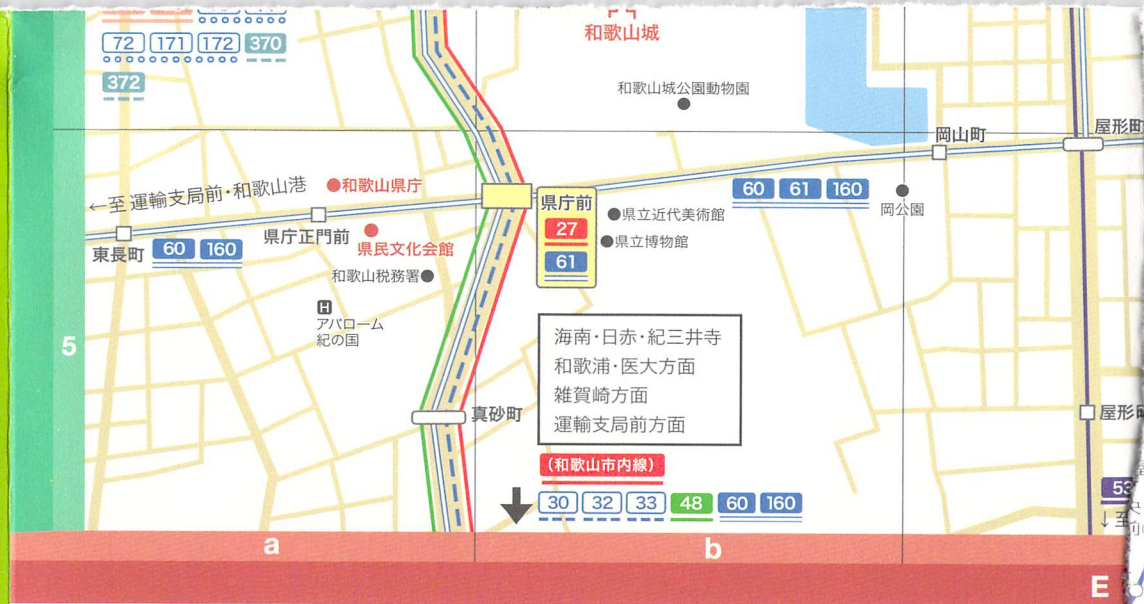 72 171 172 370
372
和歌山城
和歌山城公園動物園
岡山町
屋形町
←至 運輸支局前・和歌山港
和歌山県庁
県庁前
27
61
60 61 160
県立近代美術館
県立博物館
岡公園
県庁正門前
県民文化会館
東長町
60 160
和歌山税務署
H
アバローム
紀の国
5
海南・日赤・紀三井寺
和歌浦・医大方面
雑賀崎方面
運輸支局前方面
真砂町
屋形
(和歌山市内線)
30 32 33 48 60 160
53
↓至
a
b
E